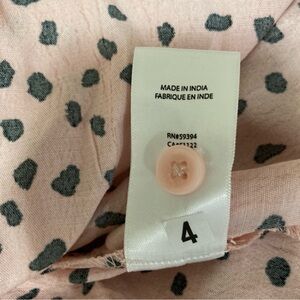 MADE IN INDIA
FABRIQUE EN INDE
RN#59394
4